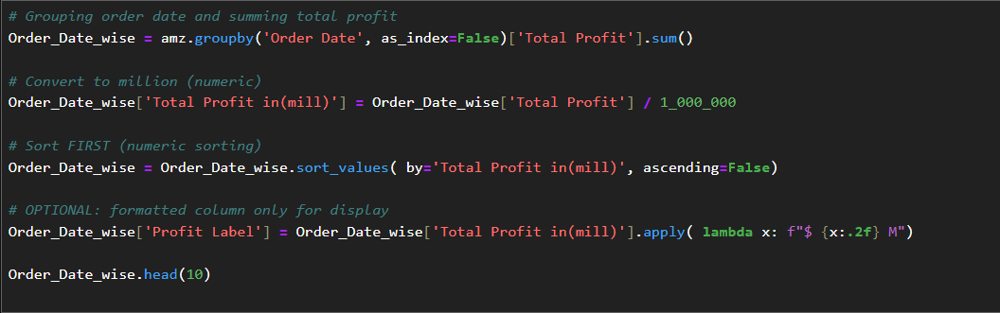 # Grouping order date and summing total profit
Order_Date_wise = amz.groupby('Order Date', as_index=False)['Total Profit'].sum()
# Convert to million (numeric)
Order_Date_wise['Total Profit in(mill)'] = Order_Date_wise['Total Profit'] / 1_000_000
# Sort FIRST (numeric sorting)
Order_Date_wise = Order_Date_wise.sort_values( by='Total Profit in(mill)', ascending=False)
# OPTIONAL: formatted column only for display
Order_Date_wise['Profit Label'] = Order_Date_wise['Total Profit in(mill)'].apply( lambda x: f"$ {x:.2f} M")
Order_Date_wise.head(10)